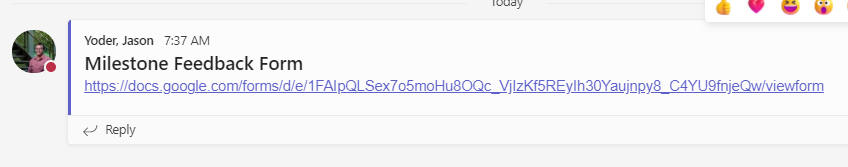 Today
Yoder, Jason 7:37 AM
Milestone Feedback Form
https://docs.google.com/forms/d/e/1FAIpQLSex7o5moHu8OQc_VjIzKf5REyIh30Yaujnpy8_C4YU9fnjeQw/viewform
Reply